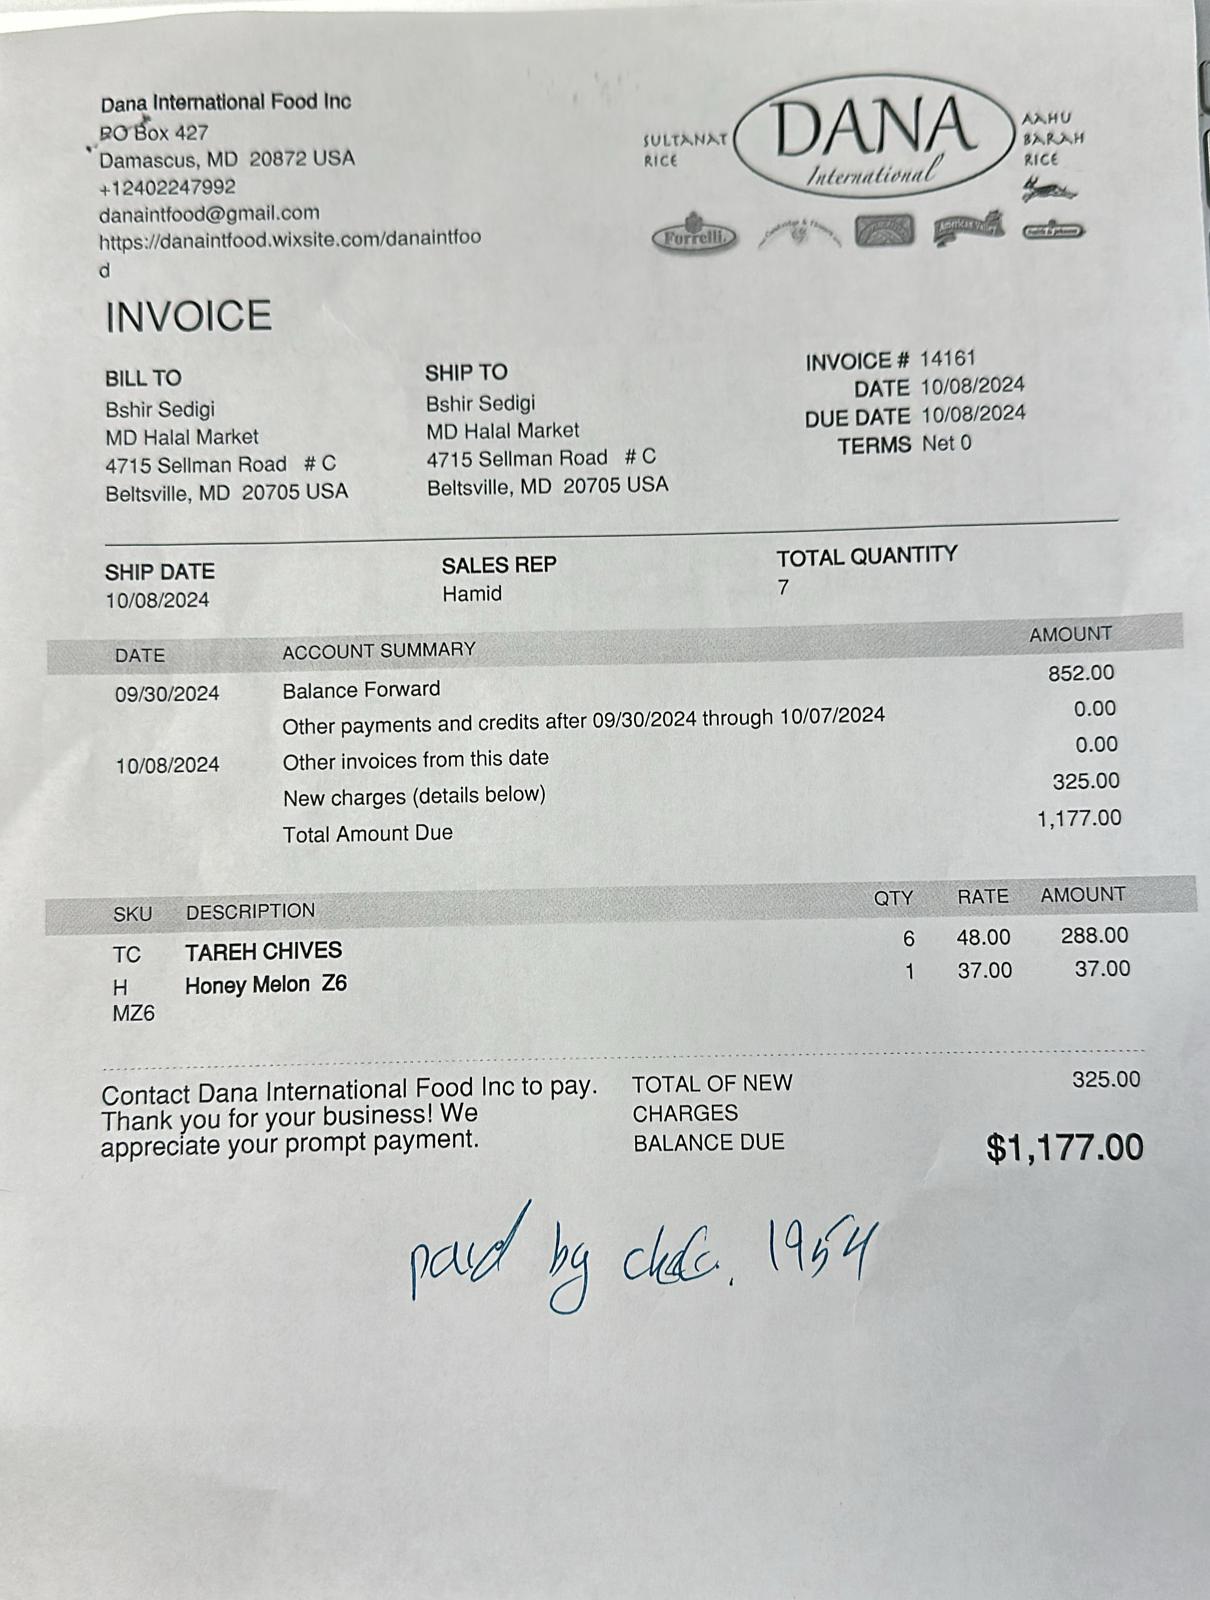 Dana International Food Inc
PO Box 427
Damascus, MD 20872 USA
+12402247992
danaintfood@gmail.com
https://danaintfood.wixsite.com/danaintfoo
d
SULTANAT
RICE
DANA
International
AAHU
BARAH
RICE
Forrelli
American Valley
INVOICE
BILL TO
Bshir Sedigi
MD Halal Market
4715 Sellman Road # C
Beltsville, MD 20705 USA
SHIP TO
Bshir Sedigi
MD Halal Market
4715 Sellman Road # C
Beltsville, MD 20705 USA
INVOICE # 14161
DATE 10/08/2024
DUE DATE 10/08/2024
TERMS Net 0
SHIP DATE
10/08/2024
SALES REP
Hamid
TOTAL QUANTITY
7
DATE ACCOUNT SUMMARY AMOUNT
09/30/2024 Balance Forward 852.00
Other payments and credits after 09/30/2024 through 10/07/2024 0.00
10/08/2024 Other invoices from this date 0.00
New charges (details below) 325.00
Total Amount Due 1,177.00
SKU DESCRIPTION QTY RATE AMOUNT
TC TAREH CHIVES 6 48.00 288.00
H Honey Melon Z6 1 37.00 37.00
MZ6
Contact Dana International Food Inc to pay.
Thank you for your business! We
appreciate your prompt payment.
TOTAL OF NEW 325.00
CHARGES
BALANCE DUE $1,177.00
paid by 1954